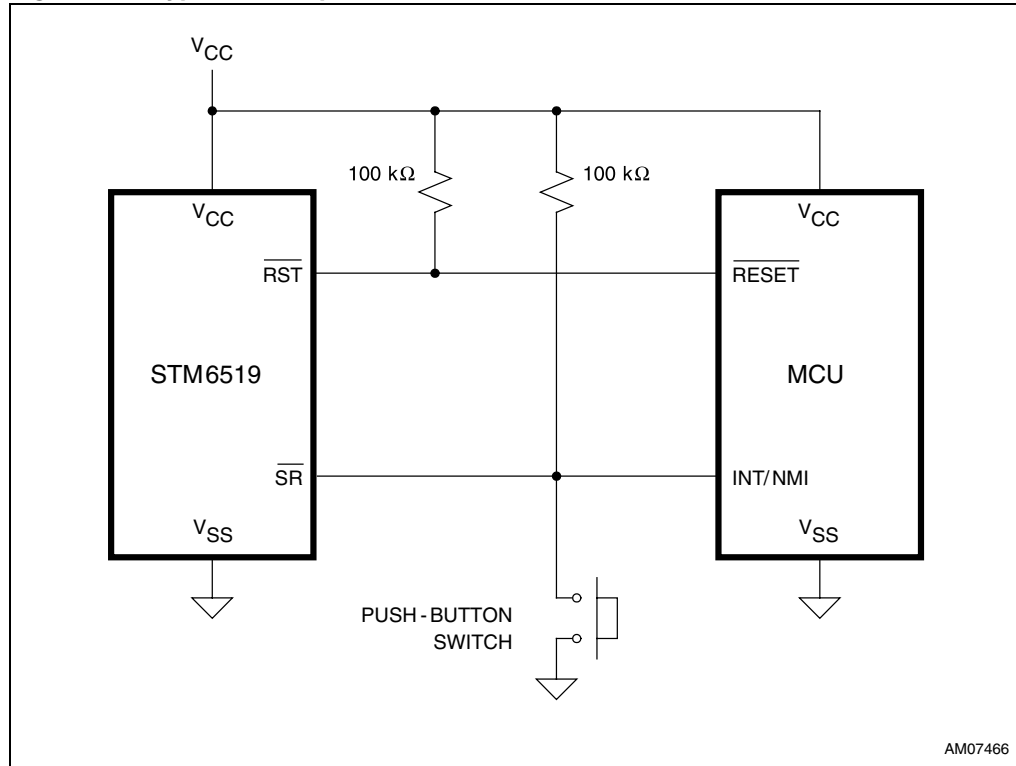 VCC
100 kΩ
100 kΩ
VCC
VCC
RST
RESET
STM6519
MCU
SR
INT/NMI
VSS
VSS
PUSH-BUTTON
SWITCH
AM07466